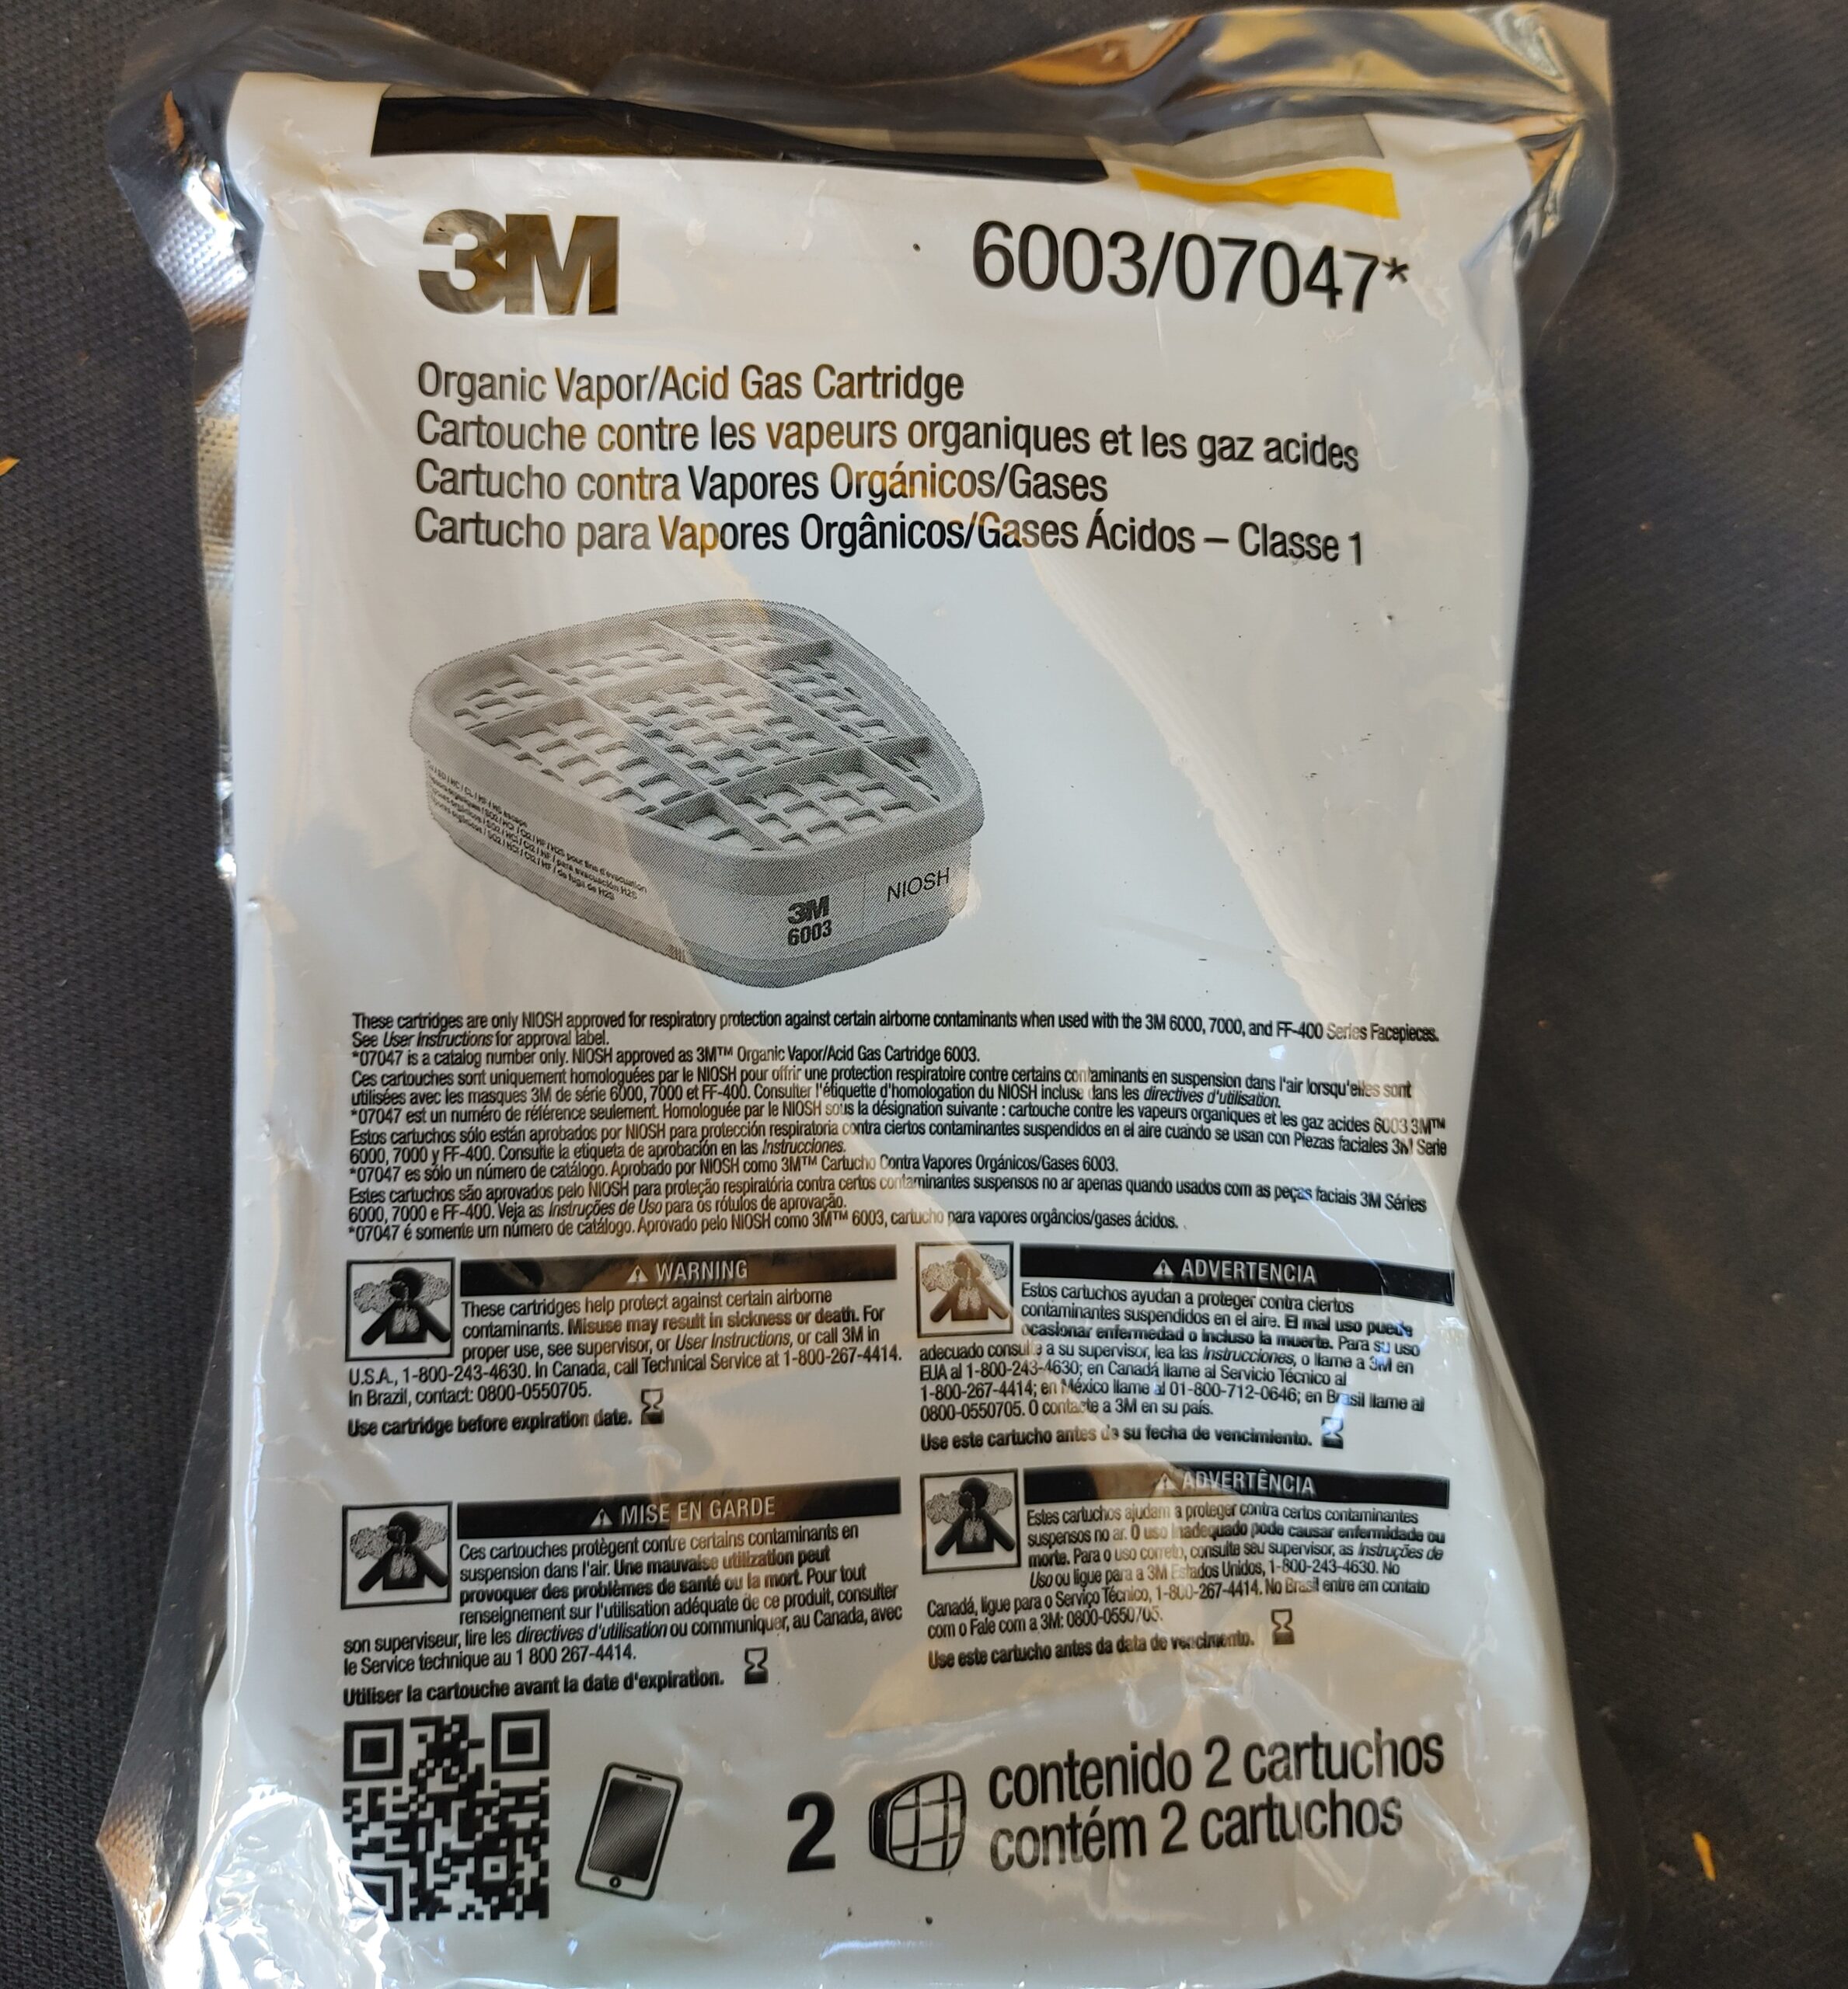 3M
6003/07047*
Organic Vapor/Acid Gas Cartridge
Cartouche contre les vapeurs organiques et les gaz acides
Cartucho contra Vapores Orgánicos/Gases
Cartucho para Vapores Orgânicos/Gases Ácidos – Classe 1
3M
6003
NIOSH
These cartridges are only NIOSH approved for respiratory protection against certain airborne contaminants when used with the 3M 6000, 7000, and FF-400 Series Facepieces.
See User Instructions for approval label.
*07047 is a catalog number only. NIOSH approved as 3M™ Organic Vapor/Acid Gas Cartridge 6003.
Ces cartouches sont uniquement homologuées par le NIOSH pour offrir une protection respiratoire contre certains contaminants en suspension dans l'air lorsqu'elles sont
utilisées avec les masques 3M de série 6000, 7000 et FF-400. Consulter l'étiquette d'homologation du NIOSH incluse dans les directives d'utilisation.
*07047 est un numéro de référence seulement. Homologuée par le NIOSH sous la désignation suivante : cartouche contre les vapeurs organiques et les gaz acides 6003 3M™
Estos cartuchos sólo están aprobados por NIOSH para protección respiratoria contra ciertos contaminantes suspendidos en el aire cuando se usan con Piezas faciales 3M Serie
6000, 7000 y FF-400. Consulte la etiqueta de aprobación en las Instrucciones.
*07047 es sólo un número de catálogo. Aprobado por NIOSH como 3M™ Cartucho Contra Vapores Orgánicos/Gases 6003.
Estes cartuchos são aprovados pelo NIOSH para proteção respiratória contra certos contaminantes suspensos no ar apenas quando usados com as peças faciais 3M Séries
6000, 7000 e FF-400. Veja as Instruções de Uso para os rótulos de aprovação.
*07047 é somente um número de catálogo. Aprovado pelo NIOSH como 3M™ 6003, cartucho para vapores orgâncios/gases ácidos.
⚠ WARNING
These cartridges help protect against certain airborne
contaminants. Misuse may result in sickness or death. For
proper use, see supervisor, or User Instructions, or call 3M in
U.S.A., 1-800-243-4630. In Canada, call Technical Service at 1-800-267-4414.
In Brazil, contact: 0800-0550705.
Use cartridge before expiration date.
⚠ ADVERTENCIA
Estos cartuchos ayudan a proteger contra ciertos
contaminantes suspendidos en el aire. El mal uso puede
ocasionar enfermedad o incluso la muerte. Para su uso
adecuado consulte a su supervisor, lea las Instrucciones, o llame a 3M en
EUA al 1-800-243-4630; en Canadá llame al Servicio Técnico al
1-800-267-4414; en México llame al 01-800-712-0646; en Brasil llame al
0800-0550705. O contacte a 3M en su país.
Use este cartucho antes de su fecha de vencimiento.
⚠ MISE EN GARDE
Ces cartouches protègent contre certains contaminants en
suspension dans l'air. Une mauvaise utilization peut
provoquer des problèmes de santé ou la mort. Pour tout
renseignement sur l'utilisation adéquate de ce produit, consulter
son superviseur, lire les directives d'utilisation ou communiquer, au Canada, avec
le Service technique au 1 800 267-4414.
Utiliser la cartouche avant la date d'expiration.
⚠ ADVERTÊNCIA
Estes cartuchos ajudam a proteger contra certos contaminantes
suspensos no ar. O uso inadequado pode causar enfermidade ou
morte. Para o uso correto, consulte seu supervisor, as Instruções de
Uso ou ligue para a 3M Estados Unidos, 1-800-243-4630. No
Canadá, ligue para o Serviço Técnico, 1-800-267-4414. No Brasil entre em contato
com o Fale com a 3M: 0800-0550705.
Use este cartucho antes da data de vencimento.
2
contenido 2 cartuchos
contém 2 cartuchos